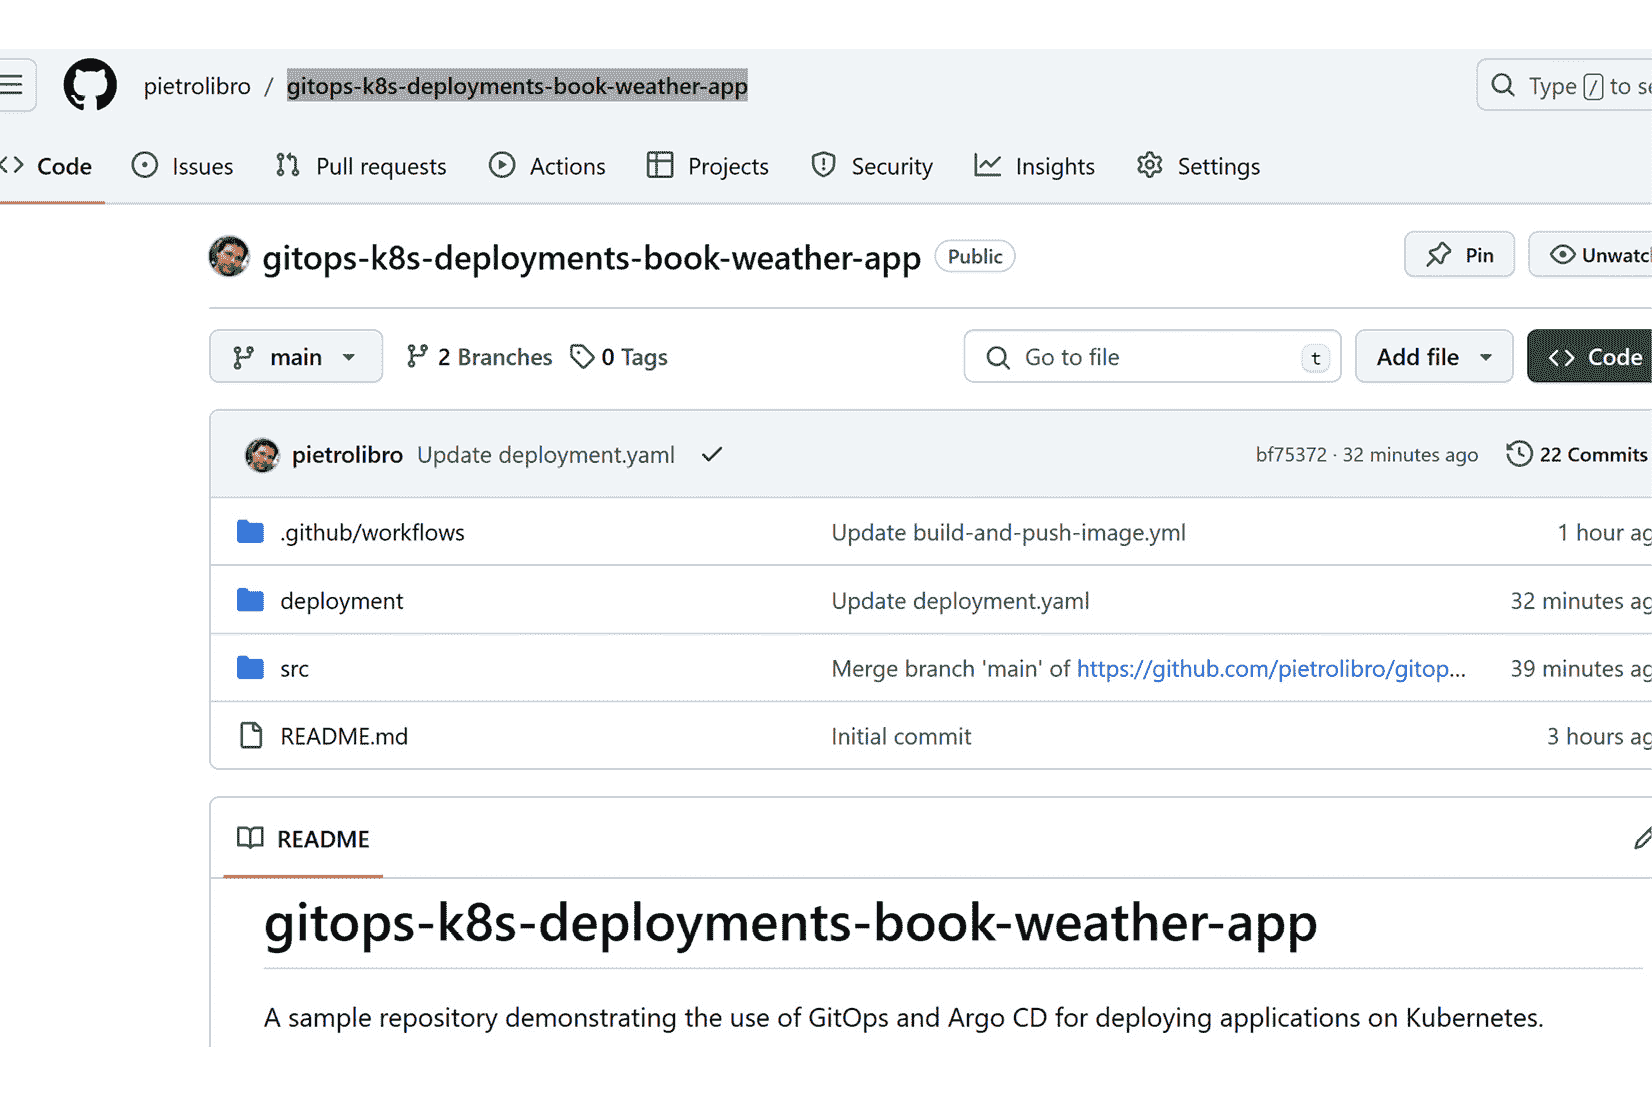 pietrolibro / gitops-k8s-deployments-book-weather-app
Type / to se
Code Issues Pull requests Actions Projects Security Insights Settings
gitops-k8s-deployments-book-weather-app Public
Pin Unwatc
main 2 Branches 0 Tags Go to file t Add file Code
pietrolibro Update deployment.yaml bf75372 · 32 minutes ago 22 Commits
.github/workflows Update build-and-push-image.yml 1 hour ag
deployment Update deployment.yaml 32 minutes ag
src Merge branch 'main' of https://github.com/pietrolibro/gitop... 39 minutes ag
README.md Initial commit 3 hours ag
README
gitops-k8s-deployments-book-weather-app
A sample repository demonstrating the use of GitOps and Argo CD for deploying applications on Kubernetes.